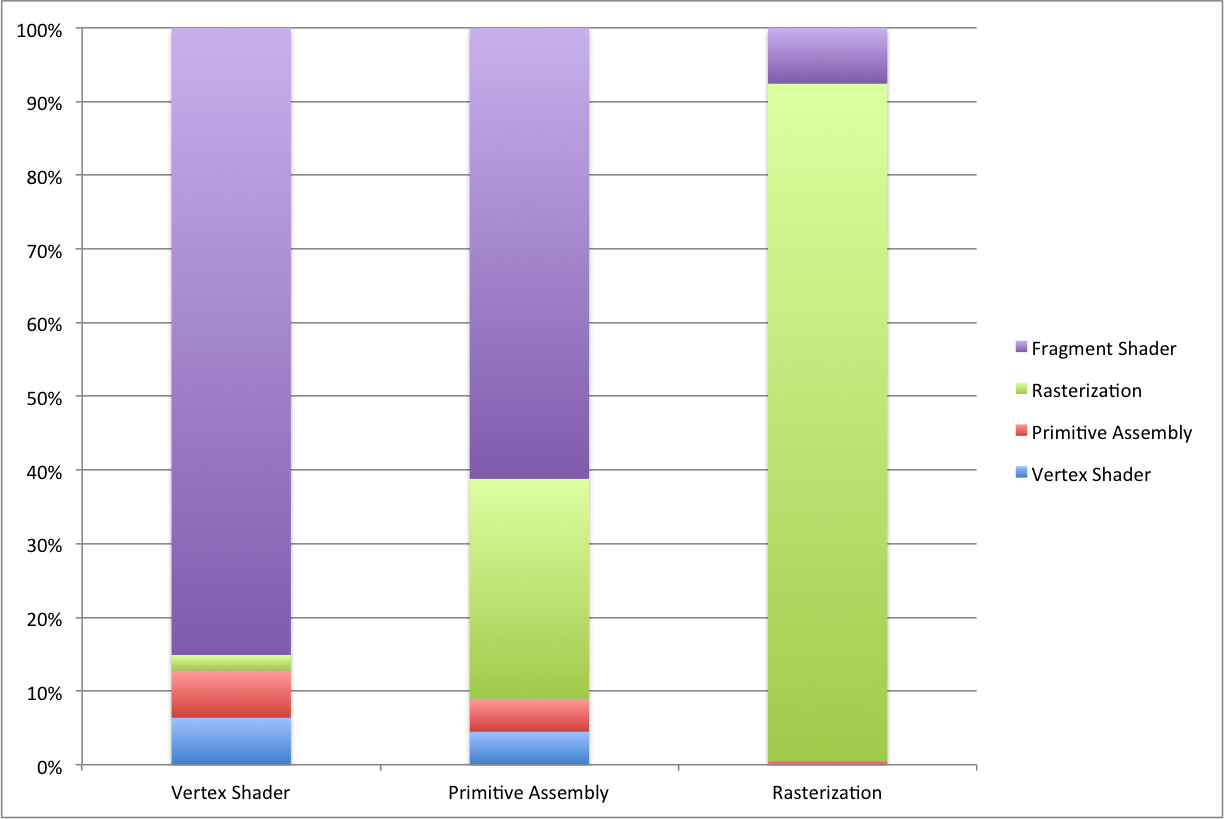 100%
90%
80%
70%
60%
50%
40%
30%
20%
10%
0%
Vertex Shader
Primitive Assembly
Rasterization
Fragment Shader
Rasterization
Primitive Assembly
Vertex Shader